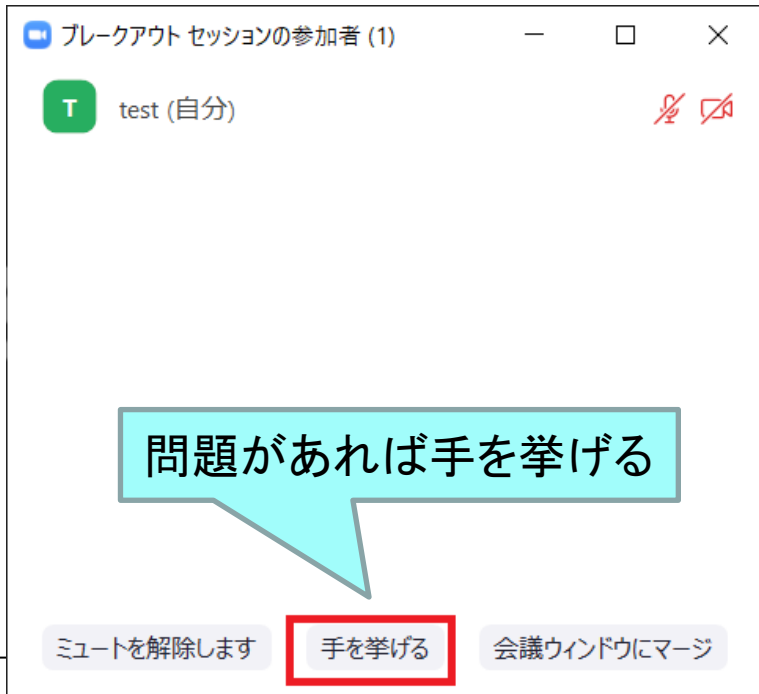 ブレークアウト セッションの参加者 (1)
T test (自分)
問題があれば手を挙げる
ミュートを解除します 手を挙げる 会議ウィンドウにマージ